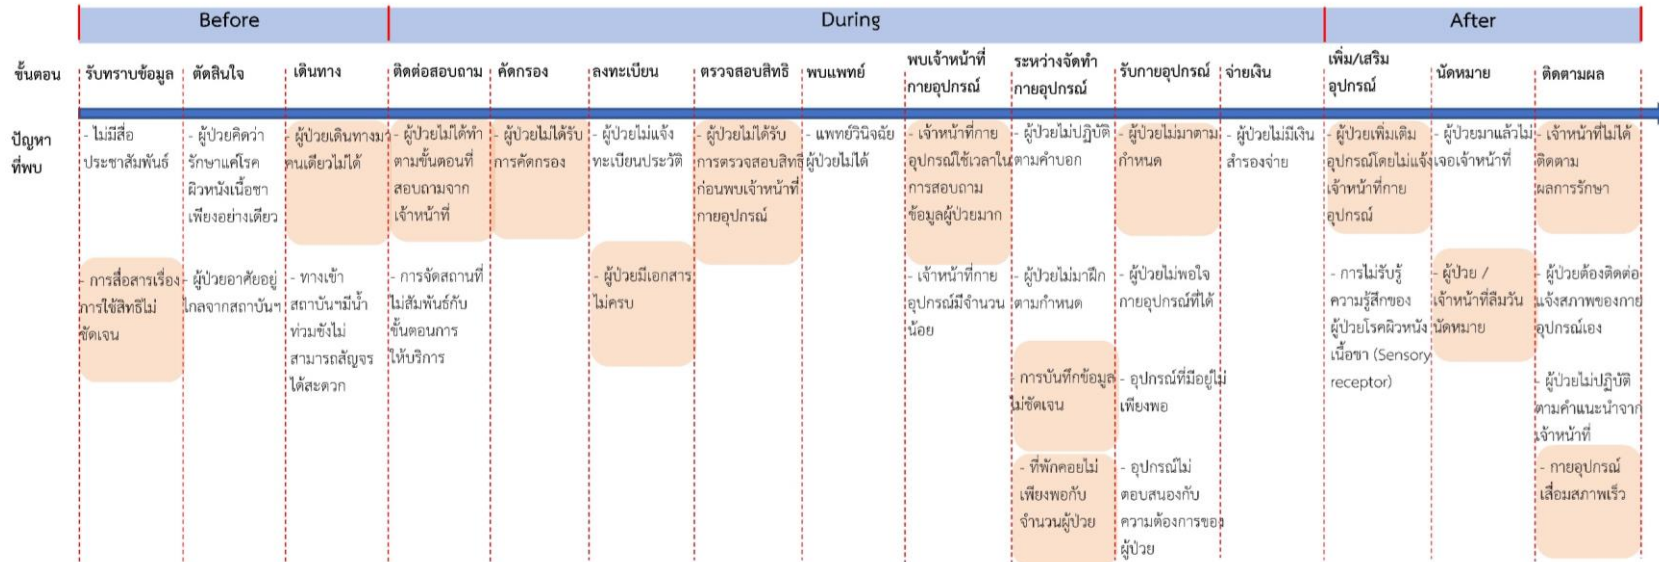 Before
During
After
ขั้นตอน
รับทราบข้อมูล
ตัดสินใจ
เดินทาง
ติดต่อสอบถาม
คัดกรอง
ลงทะเบียน
ตรวจสอบสิทธิ
พบแพทย์
พบเจ้าหน้าที่
กายอุปกรณ์
ระหว่างจัดทำ
กายอุปกรณ์
รับกายอุปกรณ์
จ่ายเงิน
เพิ่ม/เสริม
อุปกรณ์
นัดหมาย
ติดตามผล
ปัญหา
ที่พบ
- ไม่มีสื่อ
ประชาสัมพันธ์
- การสื่อสารเรื่อง
การใช้สิทธิไม่
ชัดเจน
- ผู้ป่วยคิดว่า
รักษาแค่โรค
ผิวหนังเนื้อชา
เพียงอย่างเดียว
- ผู้ป่วยอาศัยอยู่
ไกลจากสถาบันฯ
- ผู้ป่วยเดินทางมา
คนเดียวไม่ได้
- ทางเข้า
สถาบันฯมีน้ำ
ท่วมขังไม่
สามารถสัญจร
ได้สะดวก
- ผู้ป่วยไม่ได้ทำ
ตามขั้นตอนที่
สอบถามจาก
เจ้าหน้าที่
- การจัดสถานที่
ไม่สัมพันธ์กับ
ขั้นตอนการ
ให้บริการ
- ผู้ป่วยไม่ได้รับ
การคัดกรอง
- ผู้ป่วยไม่แจ้ง
ทะเบียนประวัติ
- ผู้ป่วยมีเอกสาร
ไม่ครบ
- ผู้ป่วยไม่ได้รับ
การตรวจสอบสิทธิ
ก่อนพบเจ้าหน้าที่
กายอุปกรณ์
- แพทย์วินิจฉัย
ผู้ป่วยไม่ได้
- เจ้าหน้าที่กาย
อุปกรณ์ใช้เวลาใน
การสอบถาม
ข้อมูลผู้ป่วยมาก
- เจ้าหน้าที่กาย
อุปกรณ์มีจำนวน
น้อย
- ผู้ป่วยไม่ปฏิบัติ
ตามคำบอก
- ผู้ป่วยไม่มาฝึก
ตามกำหนด
- การบันทึกข้อมูล
ไม่ชัดเจน
- ที่พักคอยไม่
เพียงพอกับ
จำนวนผู้ป่วย
- ผู้ป่วยไม่มาตาม
กำหนด
- ผู้ป่วยไม่พอใจ
กายอุปกรณ์ที่ได้
- อุปกรณ์ที่มีอยู่ไม่
เพียงพอ
- อุปกรณ์ไม่
ตอบสนองกับ
ความต้องการของ
ผู้ป่วย
- ผู้ป่วยไม่มีเงิน
สำรองจ่าย
- ผู้ป่วยเพิ่มเติม
อุปกรณ์โดยไม่แจ้ง
เจ้าหน้าที่กาย
อุปกรณ์
- การไม่รับรู้
ความรู้สึกของ
ผู้ป่วยโรคผิวหนัง
เนื้อชา (Sensory
receptor)
- ผู้ป่วยมาแล้วไม่
เจอเจ้าหน้าที่
- ผู้ป่วย /
เจ้าหน้าที่ลืมวัน
นัดหมาย
- เจ้าหน้าที่ไม่ได้
ติดตาม
ผลการรักษา
- ผู้ป่วยต้องติดต่อ
แจ้งสภาพของกาย
อุปกรณ์เอง
- ผู้ป่วยไม่ปฏิบัติ
ตามคำแนะนำจาก
เจ้าหน้าที่
- กายอุปกรณ์
เสื่อมสภาพเร็ว